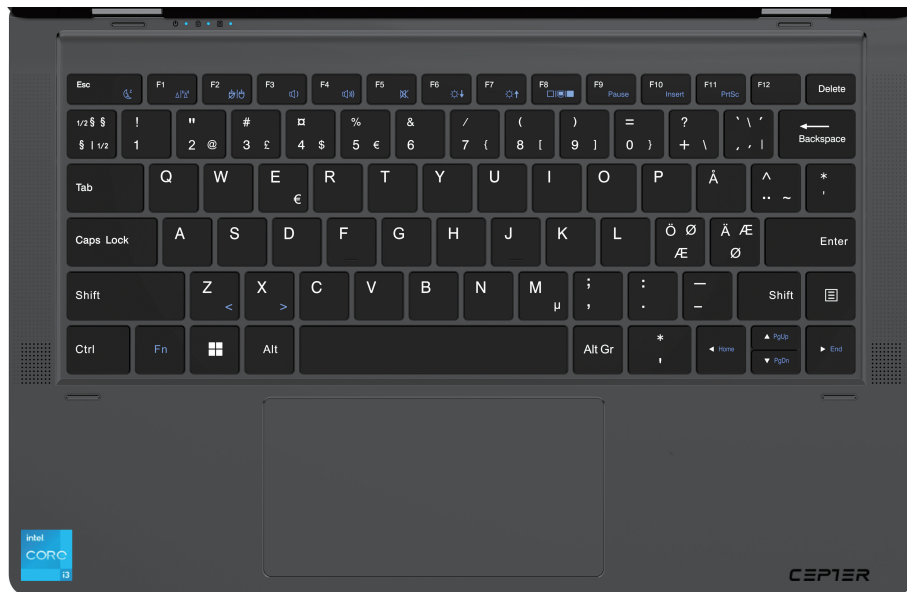 Esc F1 F2 F3 F4 F5 F6 F7 F8 F9 Pause F10 Insert F11 PrtSc F12 Delete
1/2 § § ! " # ¤ % & / ( ) = ? ` \ ´ Backspace
§ | 1/2 1 2 @ 3 £ 4 $ 5 € 6 7 { 8 [ 9 ] 0 } + \ |
Tab Q W E € R T Y U I O P Å ^ ¨ ~ * '
Caps Lock A S D F G H J K L Ö Ø Æ Ä Æ Ø Enter
Shift Z < X > C V B N M µ ; , : . _ - Shift
Ctrl Fn Alt Alt Gr * ' Home PgUp PgDn End
intel
CORE
i3
CEPTER